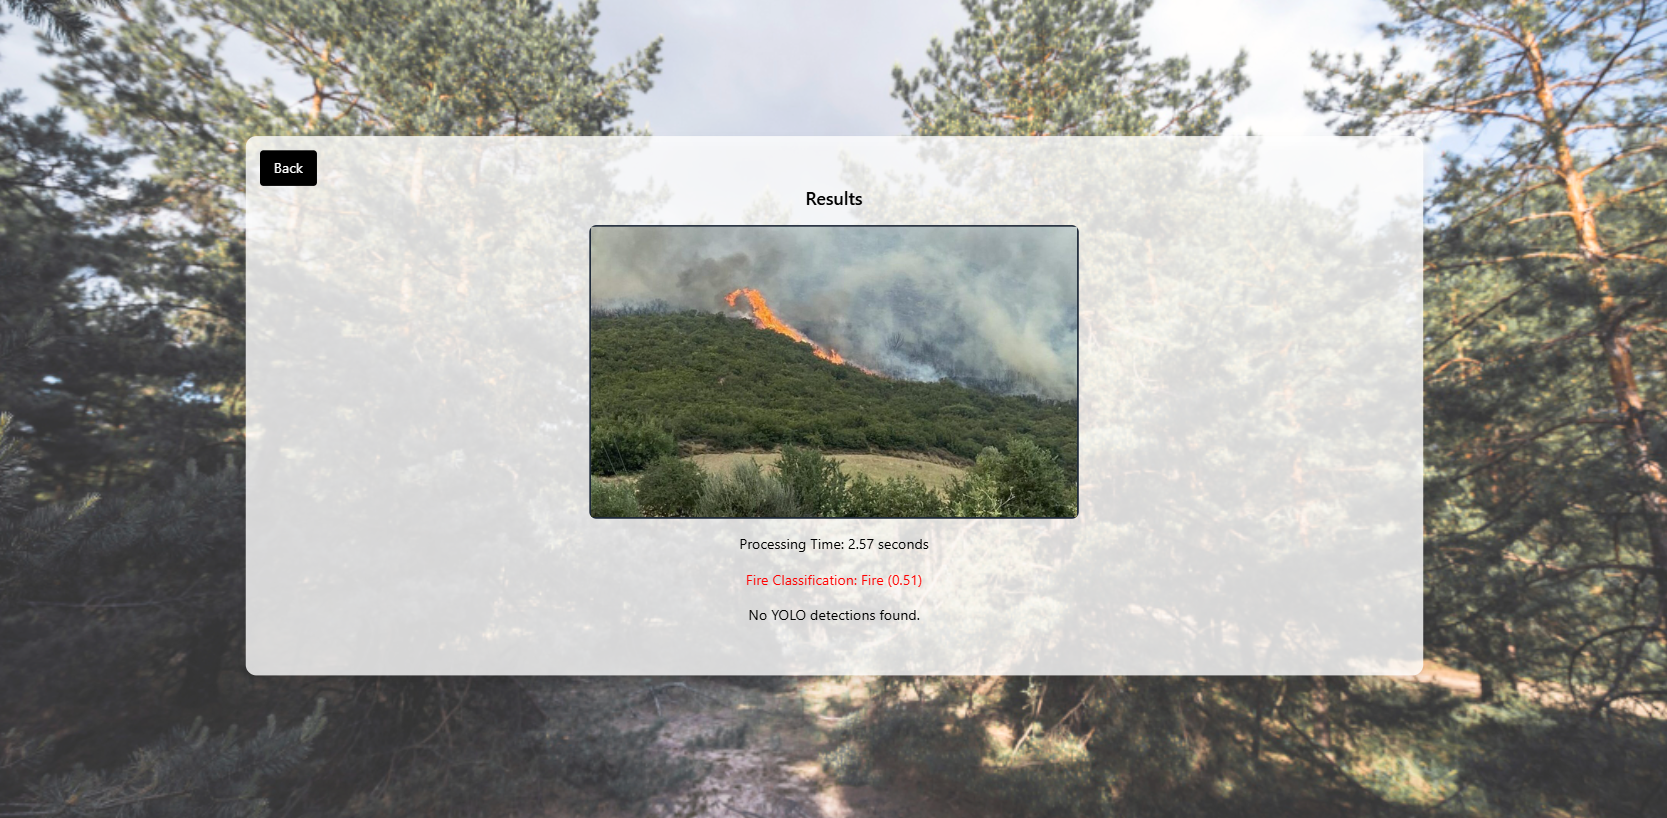 Back
Results
Processing Time: 2.57 seconds
Fire Classification: Fire (0.51)
No YOLO detections found.